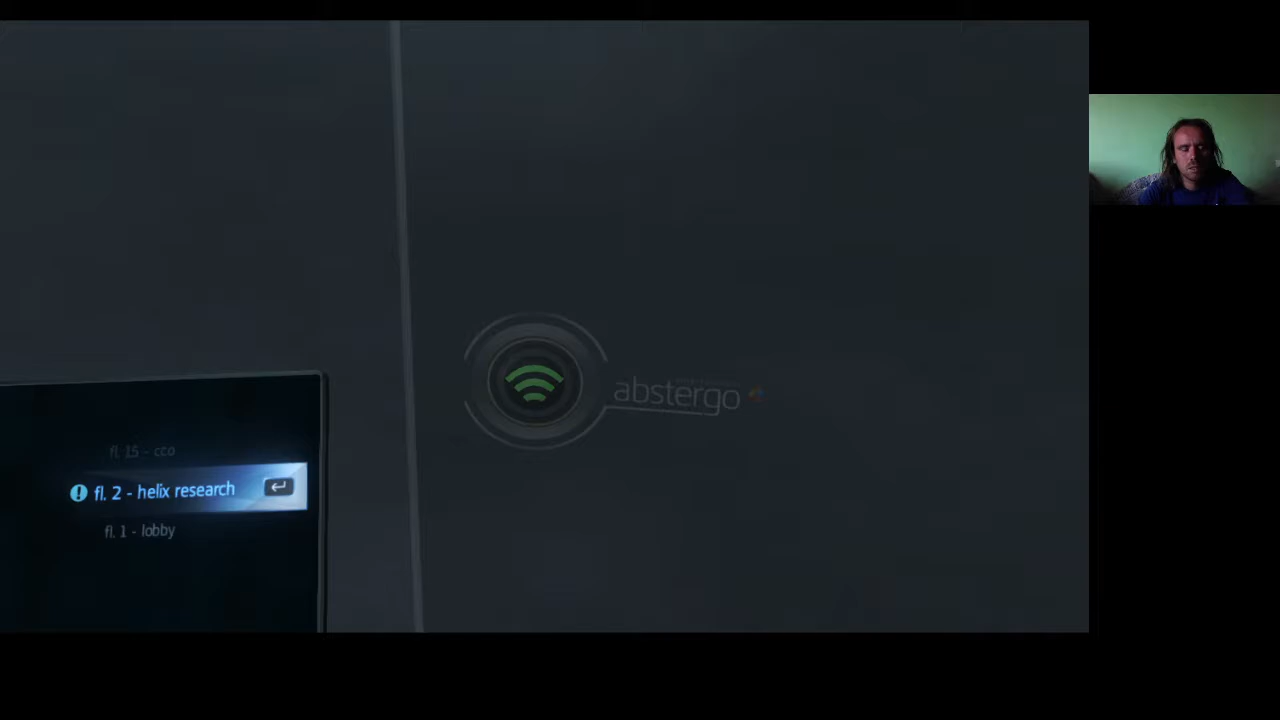 abstergo
fl. 15 - cco
fl. 2 - helix research
fl. 1 - lobby